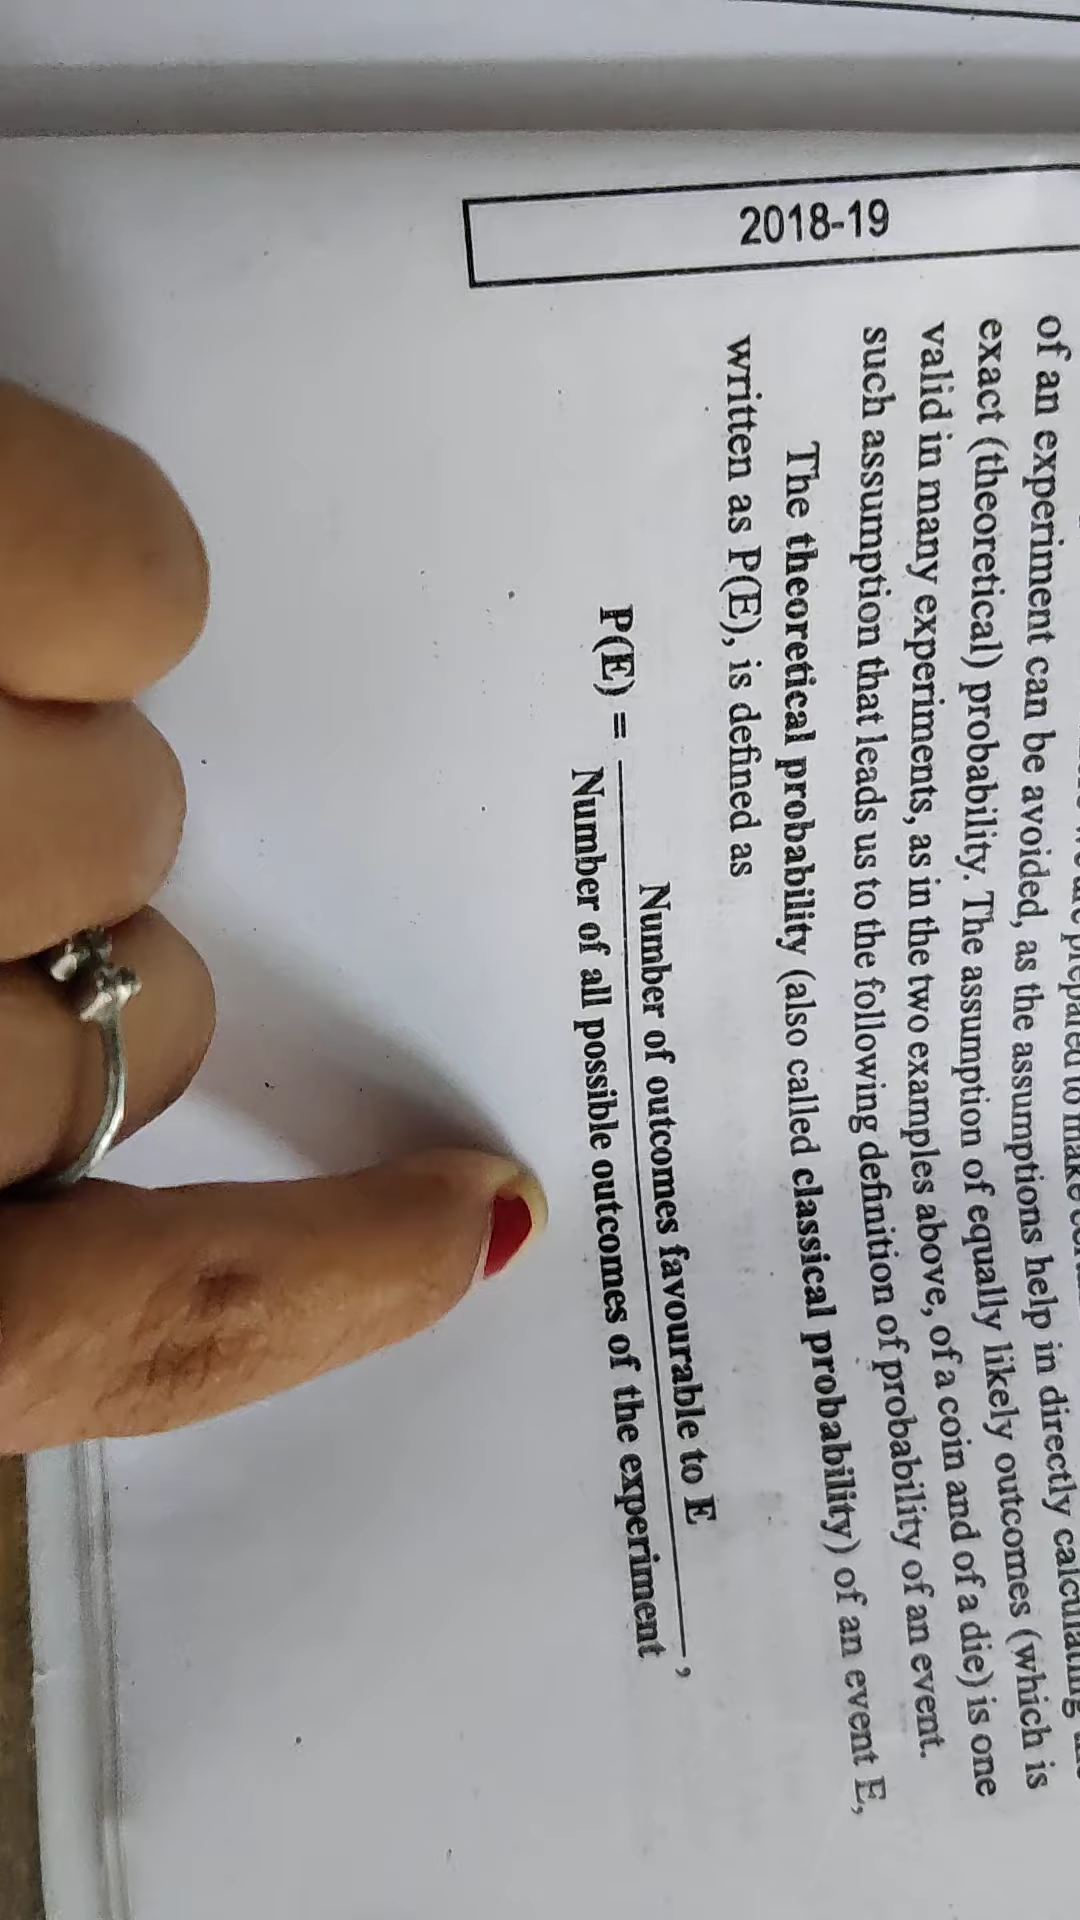 of an experiment can be avoided, as the assumptions help in directly calculating
exact (theoretical) probability. The assumption of equally likely outcomes (which is
valid in many experiments, as in the two examples above, of a coin and of a die) is one
such assumption that leads us to the following definition of probability of an event.
The theoretical probability (also called classical probability) of an event E,
written as P(E), is defined as
Number of outcomes favourable to E
P(E) = ,
Number of all possible outcomes of the experiment
2018-19